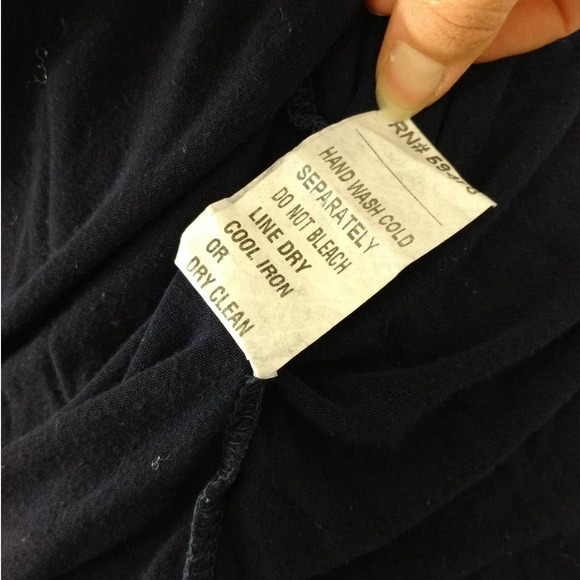 RN#
HAND WASH COLD
SEPARATELY
DO NOT BLEACH
LINE DRY
COOL IRON
OR
DRY CLEAN